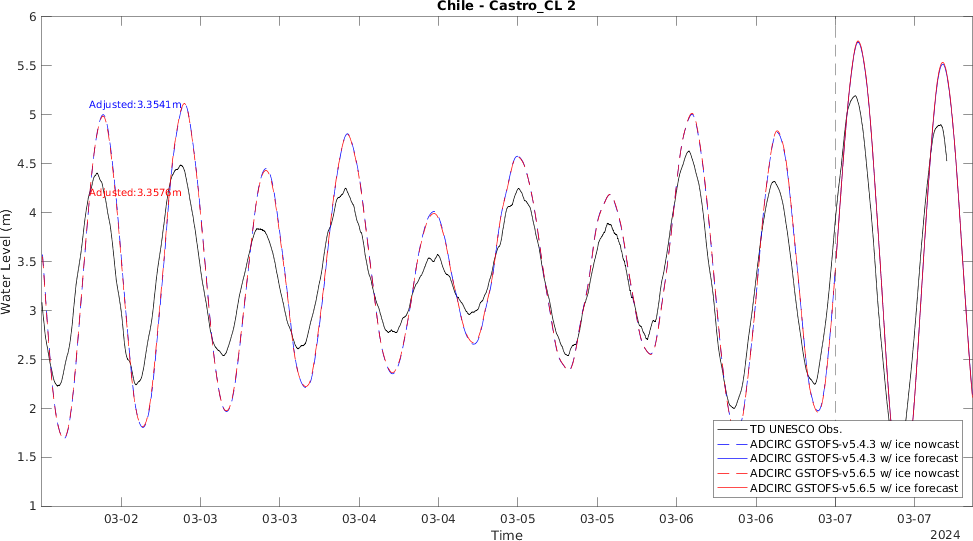 Chile - Castro_CL 2
6
5.5
5
4.5
4
3.5
3
2.5
2
1.5
1
Water Level (m)
Adjusted:3.3541m
Adjusted:3.3576m
TD UNESCO Obs.
ADCIRC GSTOFS-v5.4.3 w/ ice nowcast
ADCIRC GSTOFS-v5.4.3 w/ ice forecast
ADCIRC GSTOFS-v5.6.5 w/ ice nowcast
ADCIRC GSTOFS-v5.6.5 w/ ice forecast
03-02 03-03 03-03 03-04 03-04 03-05 03-05 03-06 03-06 03-07 03-07
Time
2024